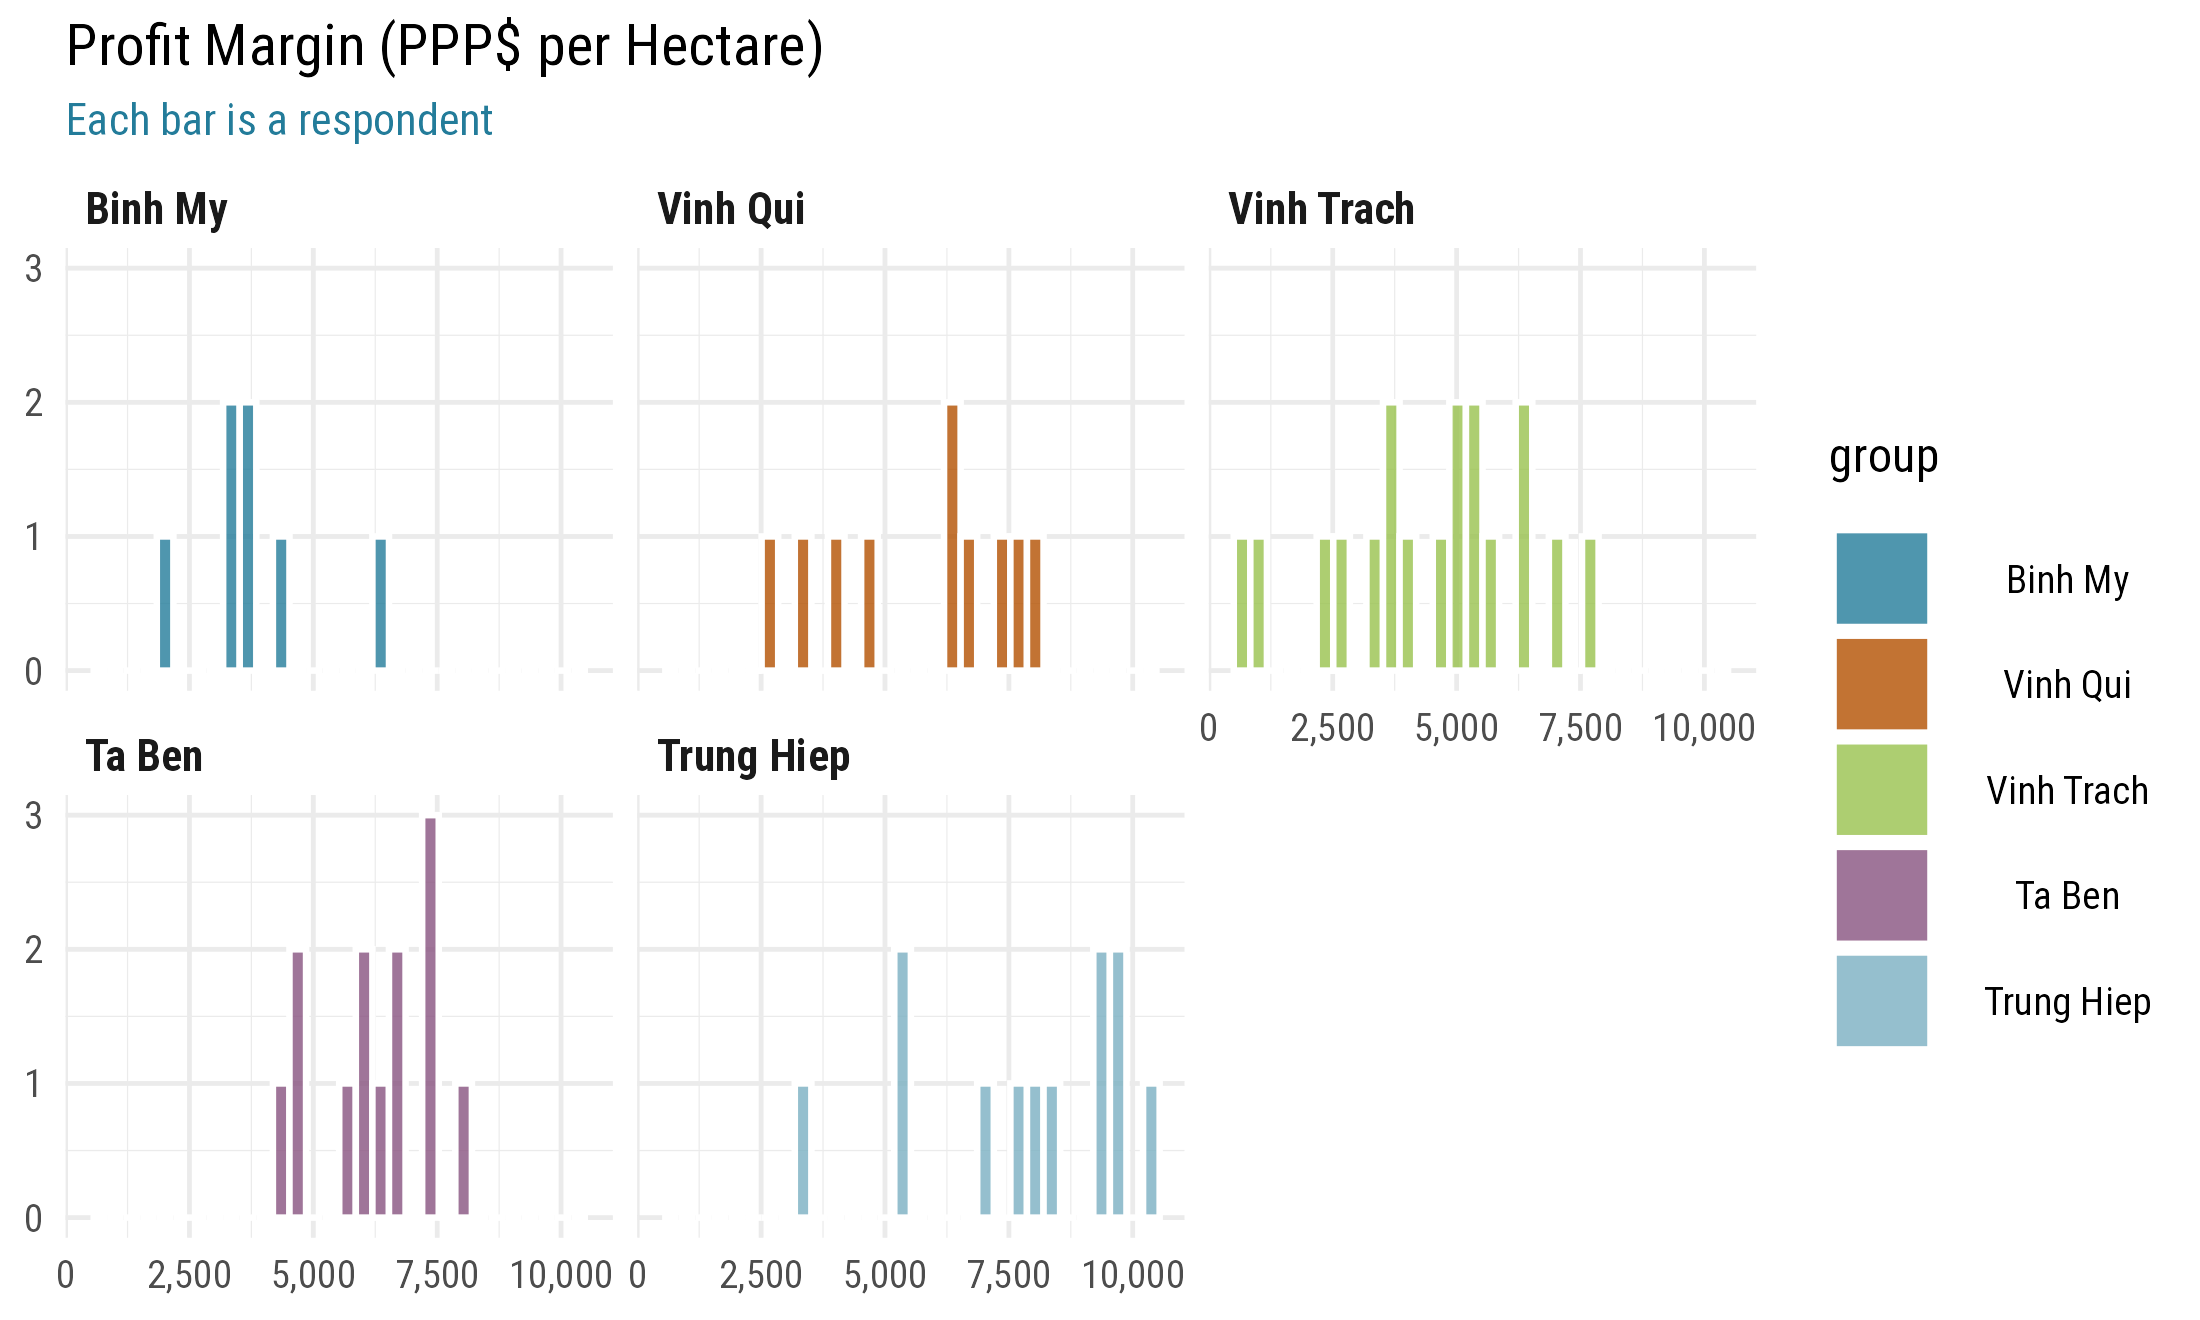 Profit Margin (PPP$ per Hectare)
Each bar is a respondent
Binh My
Vinh Qui
Vinh Trach
3
2
1
0
0 2,500 5,000 7,500 10,000
Ta Ben
Trung Hiep
3
2
1
0
0 2,500 5,000 7,500 10,000
0 2,500 5,000 7,500 10,000
group
Binh My
Vinh Qui
Vinh Trach
Ta Ben
Trung Hiep